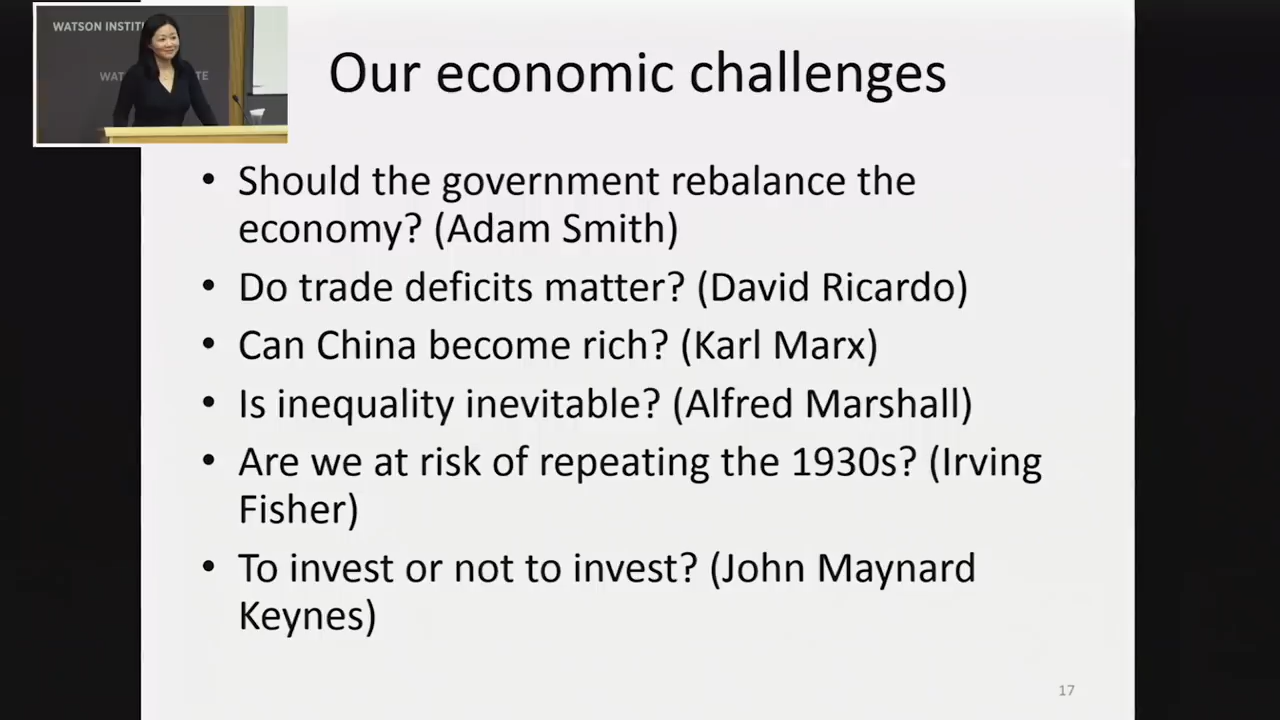 WATSON INSTIT
WAT
TE
Our economic challenges
• Should the government rebalance the
economy? (Adam Smith)
• Do trade deficits matter? (David Ricardo)
• Can China become rich? (Karl Marx)
• Is inequality inevitable? (Alfred Marshall)
• Are we at risk of repeating the 1930s? (Irving
Fisher)
• To invest or not to invest? (John Maynard
Keynes)
17